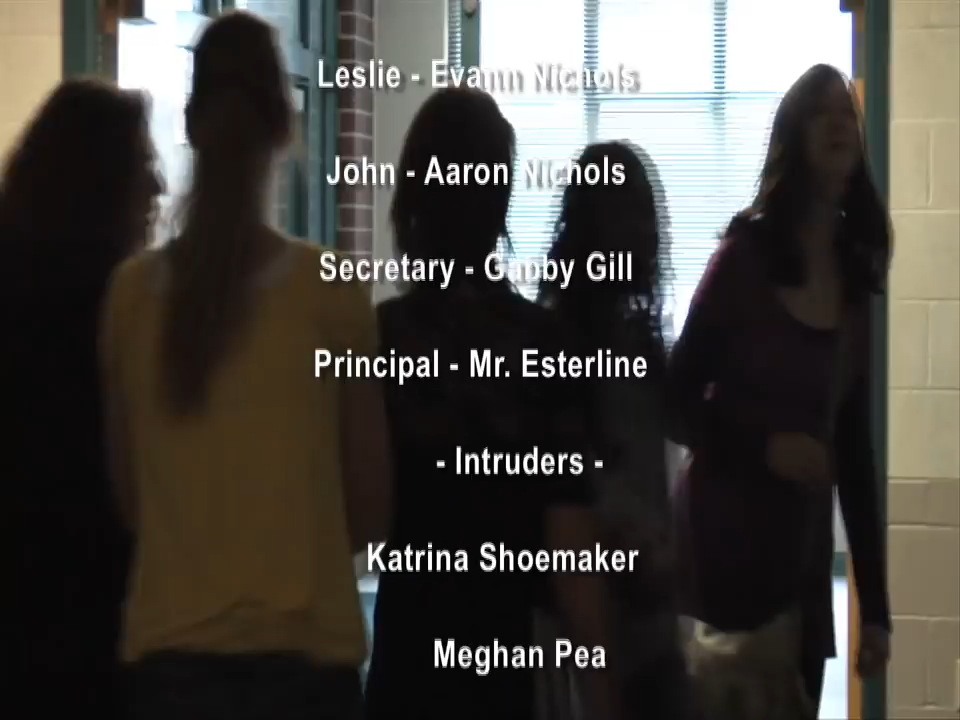 Leslie - Evann Nichols
John - Aaron Nichols
Secretary - Gabby Gill
Principal - Mr. Esterline
- Intruders -
Katrina Shoemaker
Meghan Pea